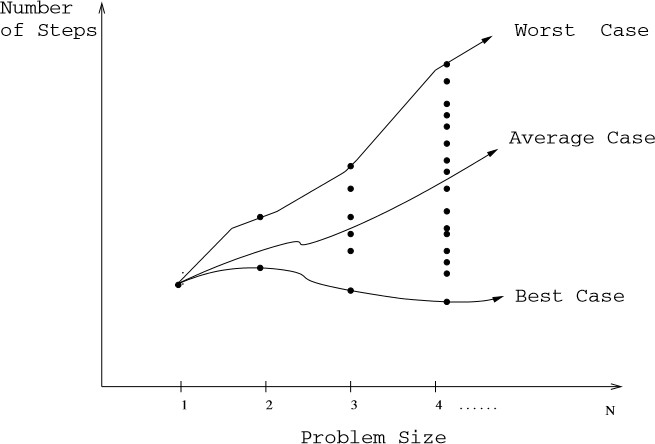 Number
of Steps
Worst Case
Average Case
Best Case
1 2 3 4 ...... N
Problem Size